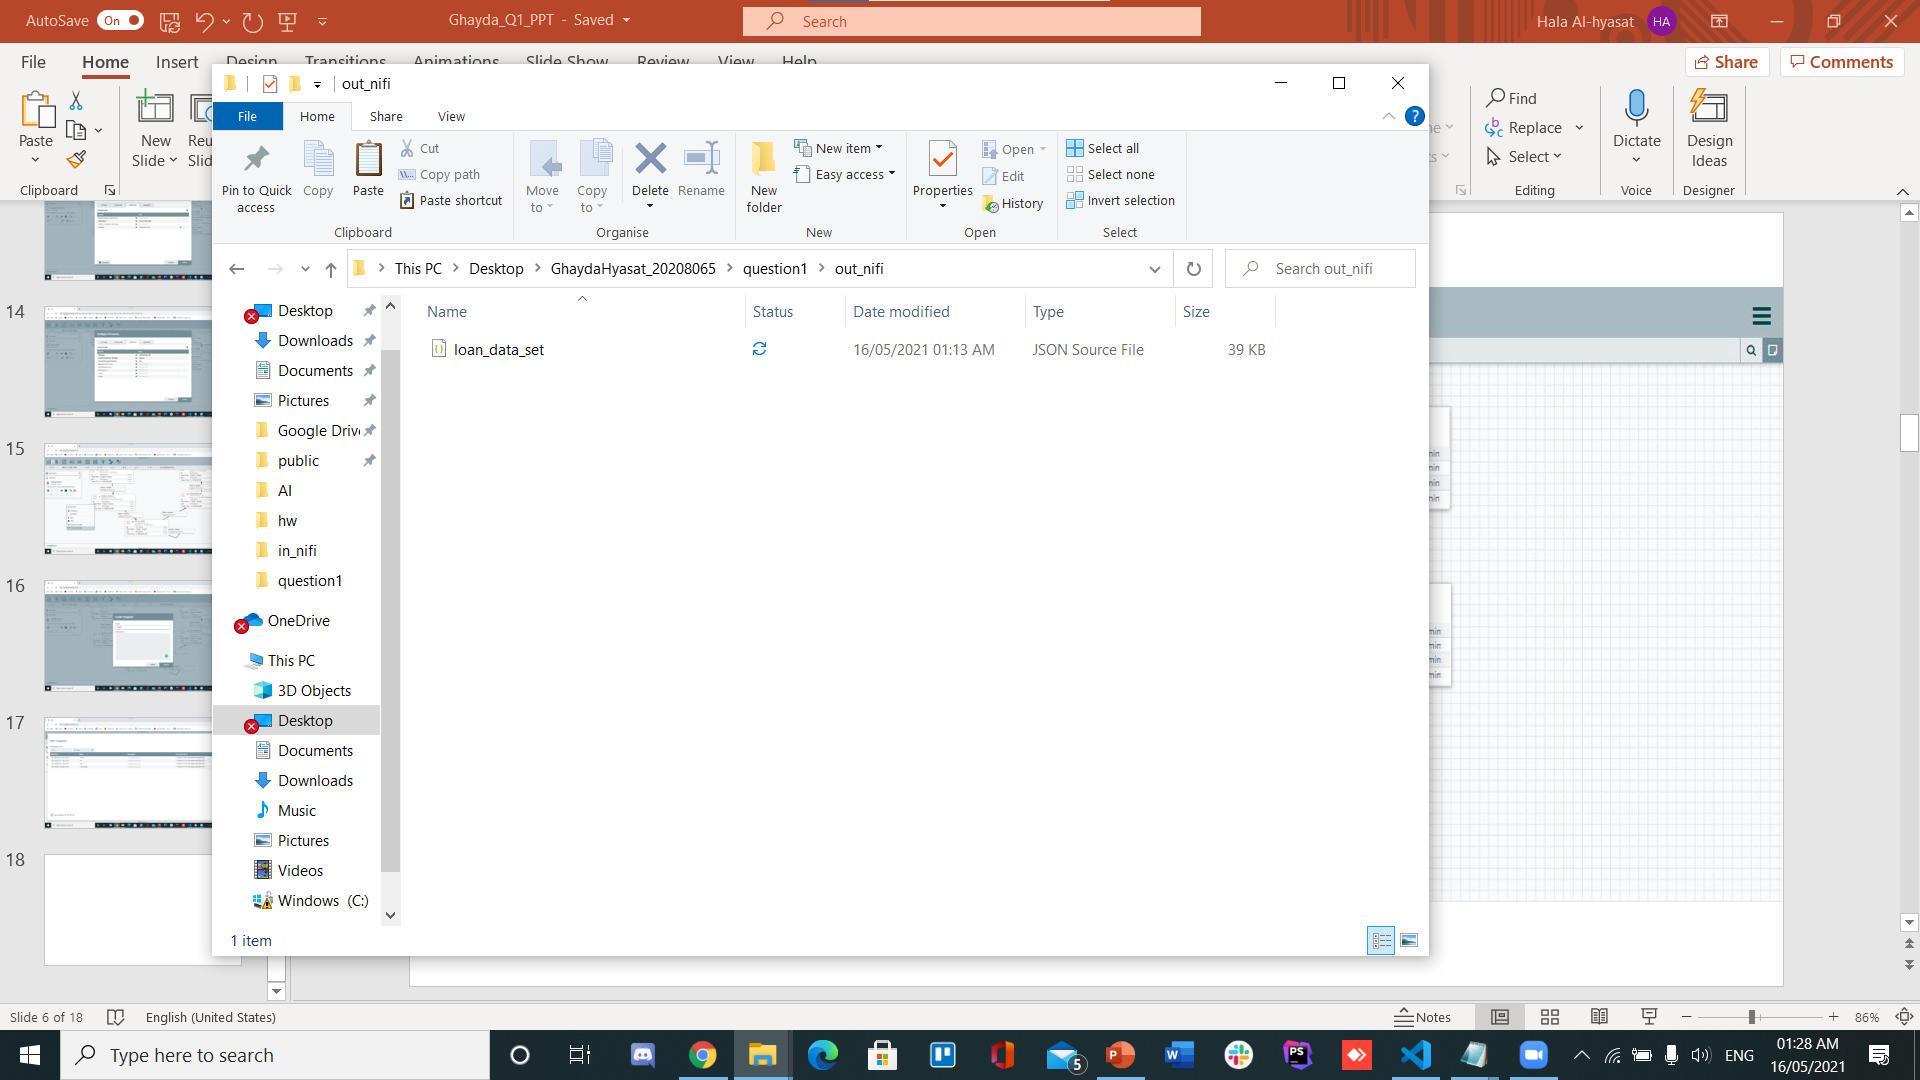 AutoSave On
Ghayda_Q1_PPT - Saved
Search
Hala Al-hyasat HA
File Home Insert Design Transitions Animations Slide Show Review View Help
Share Comments
Paste
Clipboard
New
Slide
Find
Replace
Select
Editing
Dictate
Voice
Design
Ideas
Designer
out_nifi
File Home Share View
Pin to Quick
access
Copy
Paste
Cut
Copy path
Paste shortcut
Clipboard
Move
to
Copy
to
Delete
Rename
Organise
New
folder
New item
Easy access
New
Properties
Open
Edit
History
Open
Select all
Select none
Invert selection
Select
This PC > Desktop > GhaydaHyasat_20208065 > question1 > out_nifi
Search out_nifi
Name Status Date modified Type Size
loan_data_set 16/05/2021 01:13 AM JSON Source File 39 KB
Desktop
Downloads
Documents
Pictures
Google Driv
public
AI
hw
in_nifi
question1
OneDrive
This PC
3D Objects
Desktop
Documents
Downloads
Music
Pictures
Videos
Windows (C:)
1 item
14
15
16
17
18
Slide 6 of 18
English (United States)
Notes
86%
Type here to search
5
ENG
01:28 AM
16/05/2021